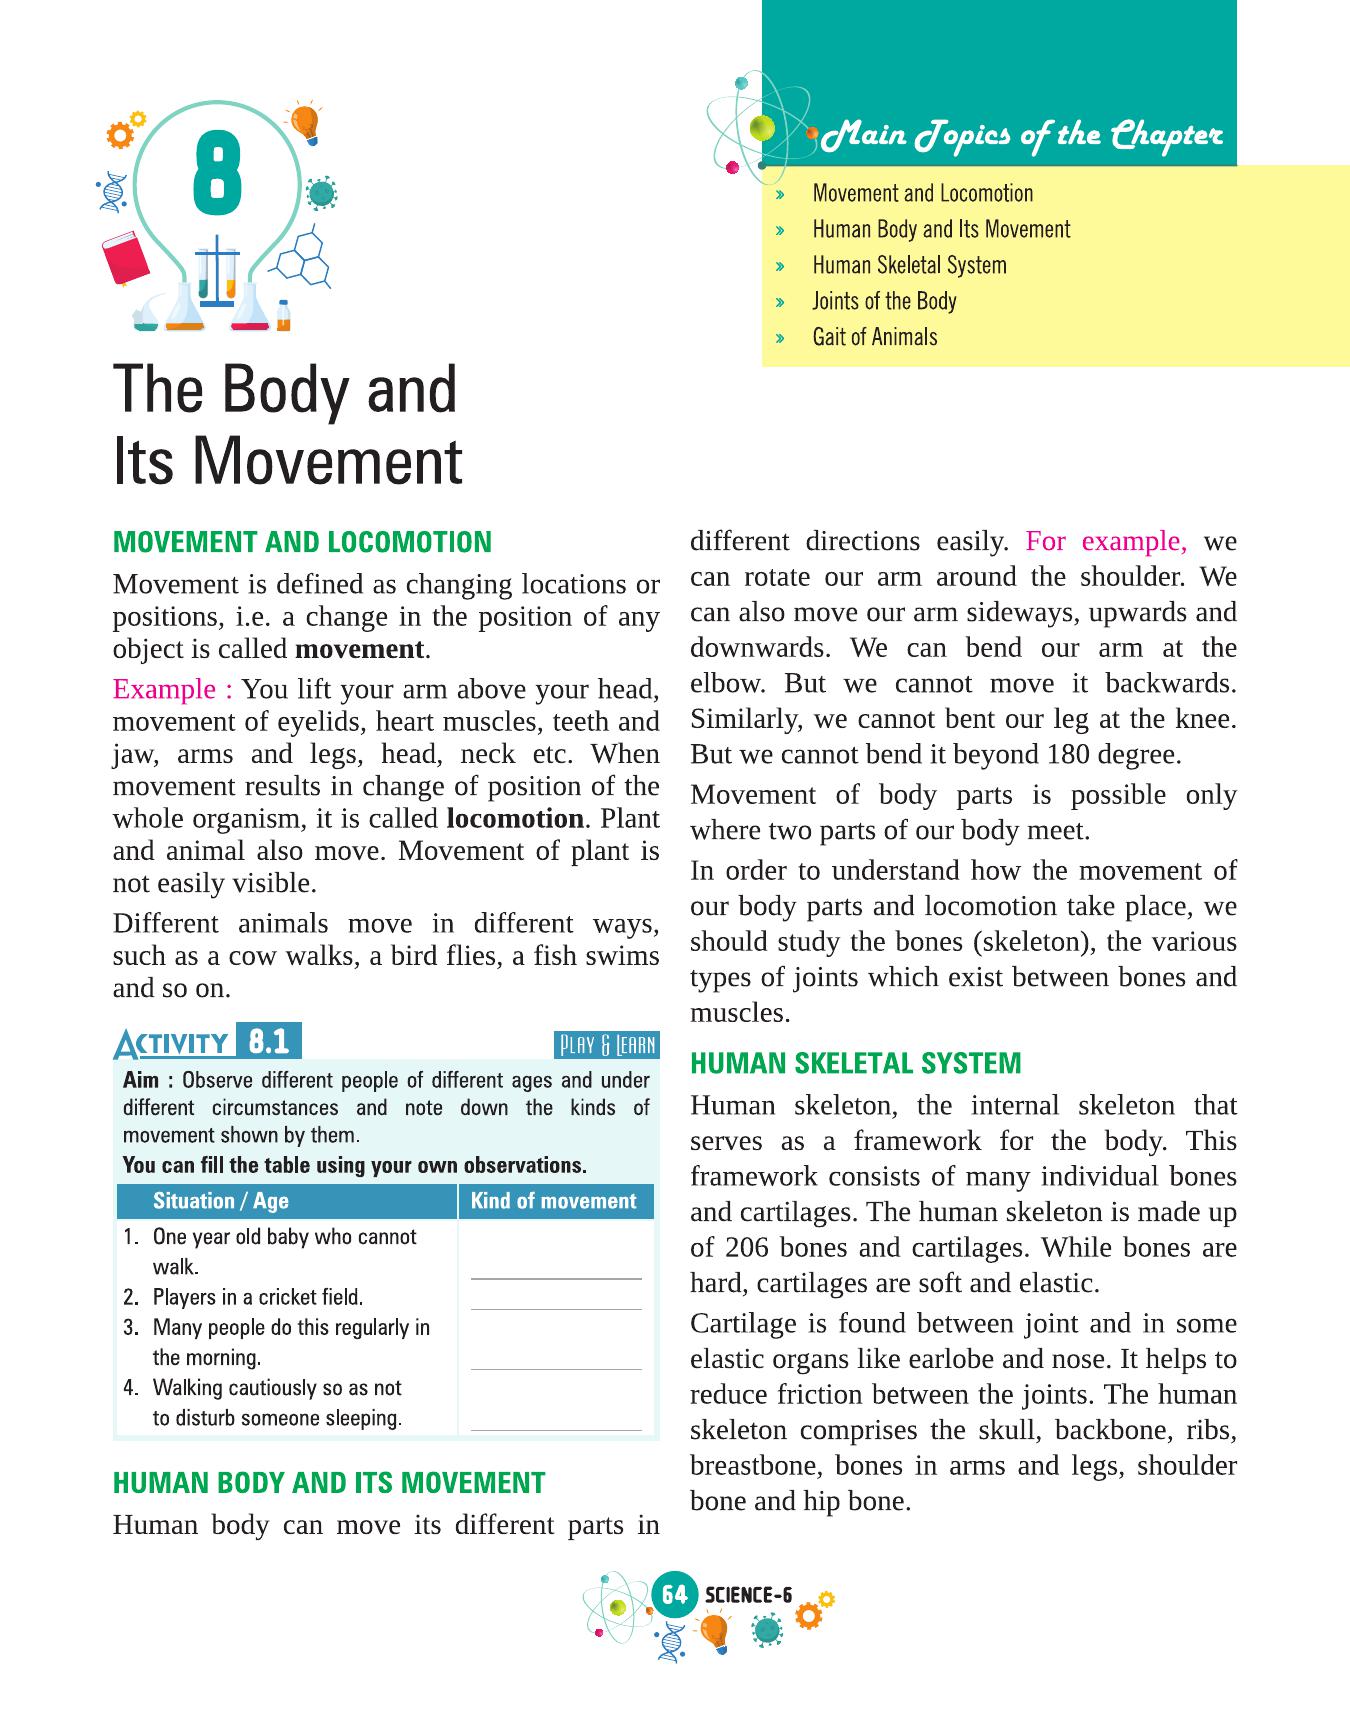 8
Main Topics of the Chapter
» Movement and Locomotion
» Human Body and Its Movement
» Human Skeletal System
» Joints of the Body
» Gait of Animals
The Body and
Its Movement
MOVEMENT AND LOCOMOTION
Movement is defined as changing locations or
positions, i.e. a change in the position of any
object is called movement.
Example : You lift your arm above your head,
movement of eyelids, heart muscles, teeth and
jaw, arms and legs, head, neck etc. When
movement results in change of position of the
whole organism, it is called locomotion. Plant
and animal also move. Movement of plant is
not easily visible.
Different animals move in different ways,
such as a cow walks, a bird flies, a fish swims
and so on.
ACTIVITY 8.1 PLAY & LEARN
Aim : Observe different people of different ages and under
different circumstances and note down the kinds of
movement shown by them.
You can fill the table using your own observations.
Situation / Age Kind of movement
1. One year old baby who cannot
walk.
2. Players in a cricket field.
3. Many people do this regularly in
the morning.
4. Walking cautiously so as not
to disturb someone sleeping.
HUMAN BODY AND ITS MOVEMENT
Human body can move its different parts in
different directions easily. For example, we
can rotate our arm around the shoulder. We
can also move our arm sideways, upwards and
downwards. We can bend our arm at the
elbow. But we cannot move it backwards.
Similarly, we cannot bent our leg at the knee.
But we cannot bend it beyond 180 degree.
Movement of body parts is possible only
where two parts of our body meet.
In order to understand how the movement of
our body parts and locomotion take place, we
should study the bones (skeleton), the various
types of joints which exist between bones and
muscles.
HUMAN SKELETAL SYSTEM
Human skeleton, the internal skeleton that
serves as a framework for the body. This
framework consists of many individual bones
and cartilages. The human skeleton is made up
of 206 bones and cartilages. While bones are
hard, cartilages are soft and elastic.
Cartilage is found between joint and in some
elastic organs like earlobe and nose. It helps to
reduce friction between the joints. The human
skeleton comprises the skull, backbone, ribs,
breastbone, bones in arms and legs, shoulder
bone and hip bone.
64 SCIENCE-6